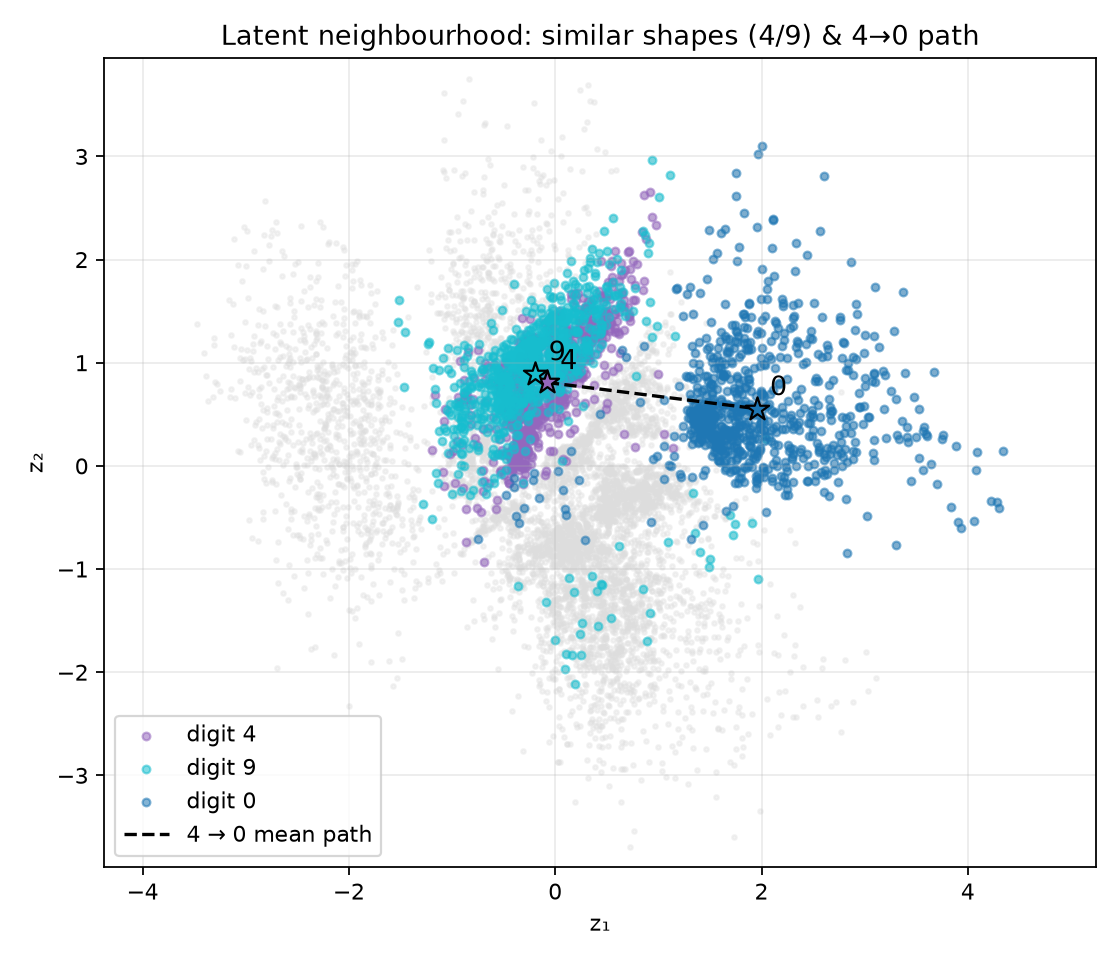 Latent neighbourhood: similar shapes (4/9) & 4→0 path
z₂
3
2
1
0
−1
−2
−3
9
4
0
digit 4
digit 9
digit 0
4 → 0 mean path
−4
−2
0
2
4
z₁